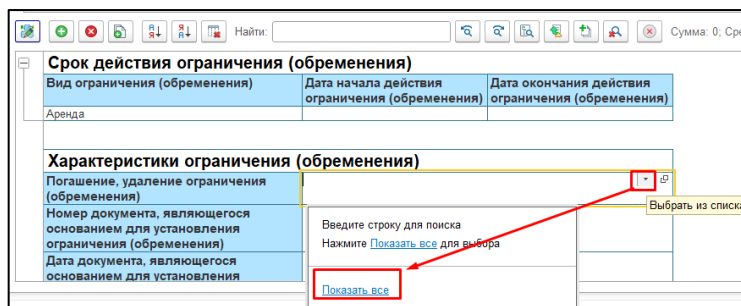 Найти:
Сумма: 0; Сре
Срок действия ограничения (обременения)
Вид ограничения (обременения)
Дата начала действия
ограничения (обременения)
Дата окончания действия
ограничения (обременения)
Аренда
Характеристики ограничения (обременения)
Погашение, удаление ограничения
(обременения)
Выбрать из списка
Номер документа, являющегося
основанием для установления
ограничения (обременения)
Введите строку для поиска
Нажмите Показать все для выбора
Дата документа, являющегося
основанием для установления
Показать все